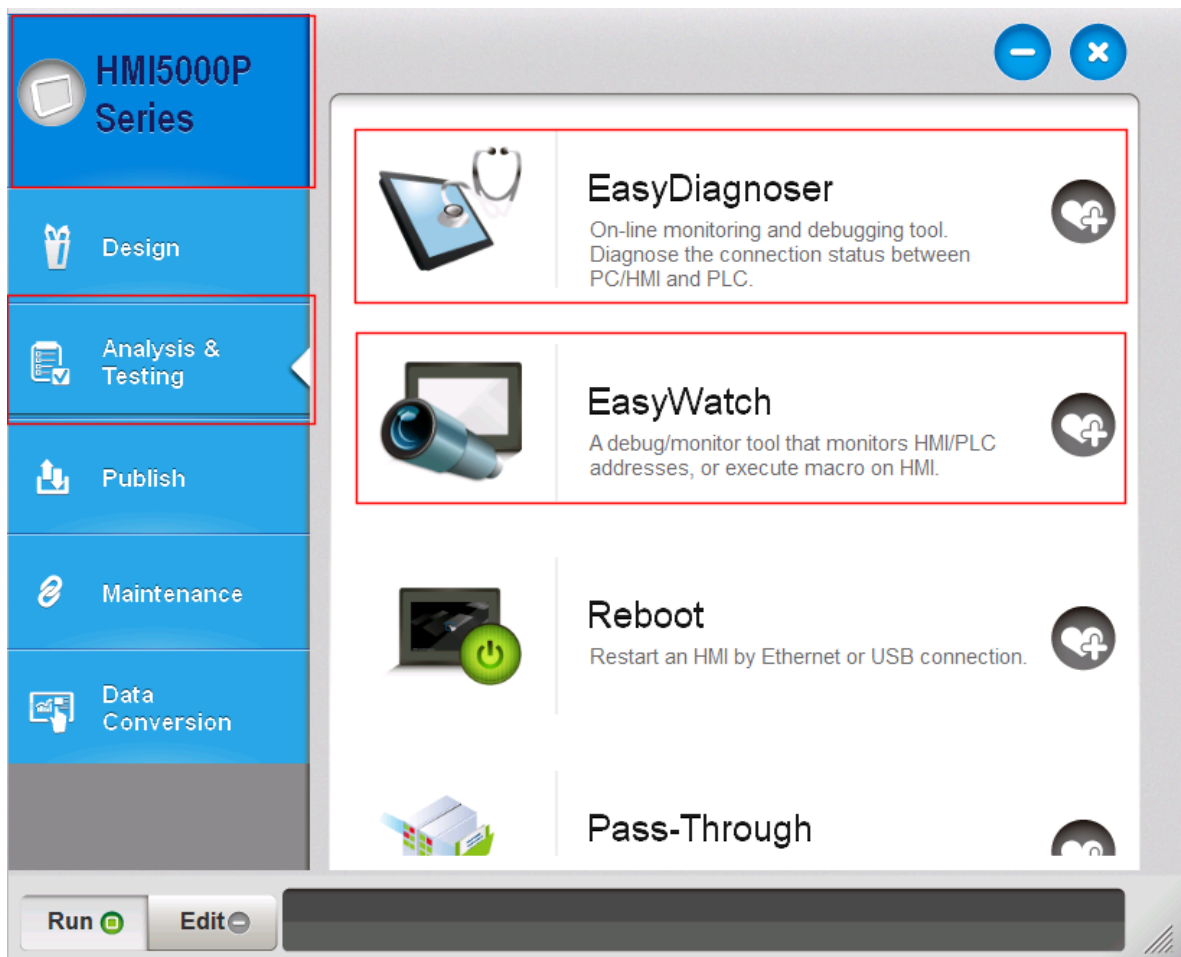 HMI5000P
Series
Design
Analysis &
Testing
Publish
Maintenance
Data
Conversion
EasyDiagnoser
On-line monitoring and debugging tool.
Diagnose the connection status between
PC/HMI and PLC.
EasyWatch
A debug/monitor tool that monitors HMI/PLC
addresses, or execute macro on HMI.
Reboot
Restart an HMI by Ethernet or USB connection.
Pass-Through
Run
Edit